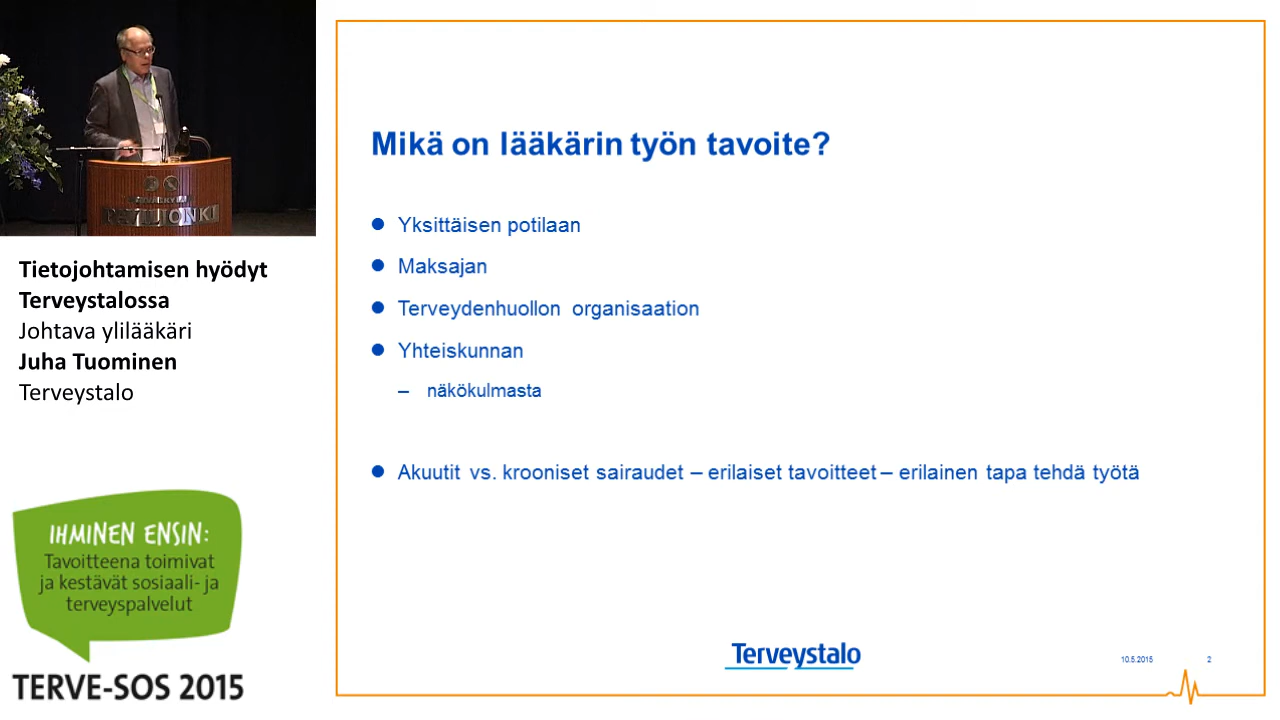 PAVILJONKI
Tietojohtamisen hyödyt
Terveystalossa
Johtava ylilääkäri
Juha Tuominen
Terveystalo
IHMINEN ENSIN:
Tavoitteena toimivat
ja kestävät sosiaali- ja
terveyspalvelut
TERVE-SOS 2015
Mikä on lääkärin työn tavoite?
Yksittäisen potilaan
Maksajan
Terveydenhuollon organisaation
Yhteiskunnan
– näkökulmasta
Akuutit vs. krooniset sairaudet – erilaiset tavoitteet – erilainen tapa tehdä työtä
Terveystalo
10.5.2015 2